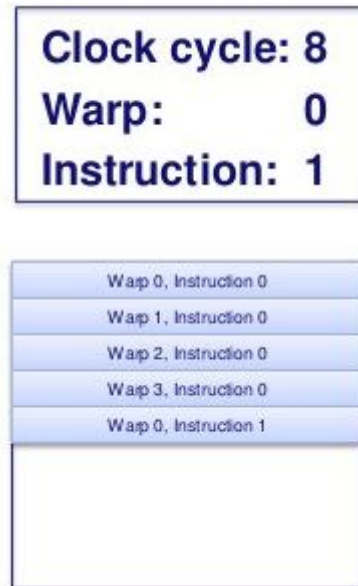 Clock cycle: 8
Warp: 0
Instruction: 1
Warp 0, Instruction 0
Warp 1, Instruction 0
Warp 2, Instruction 0
Warp 3, Instruction 0
Warp 0, Instruction 1